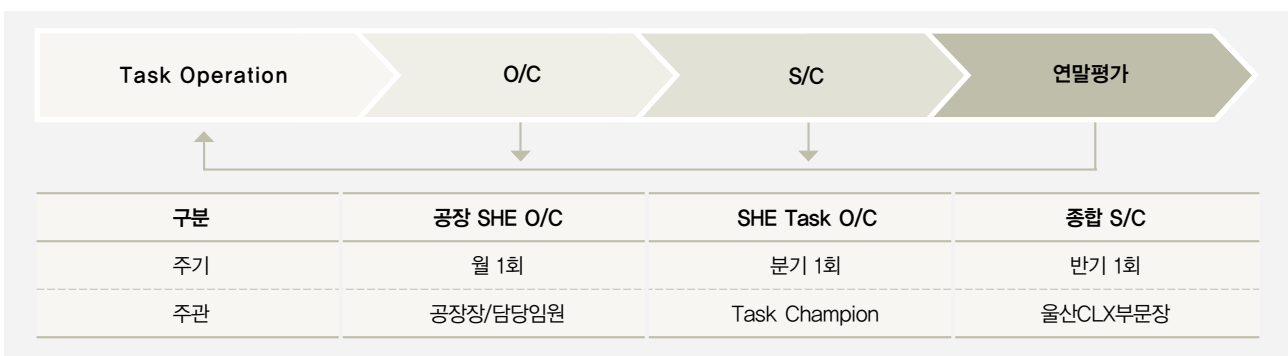 Task Operation O/C S/C 연말평가
구분 공장 SHE O/C SHE Task O/C 종합 S/C
주기 월 1회 분기 1회 반기 1회
주관 공장장/담당임원 Task Champion 울산CLX부문장